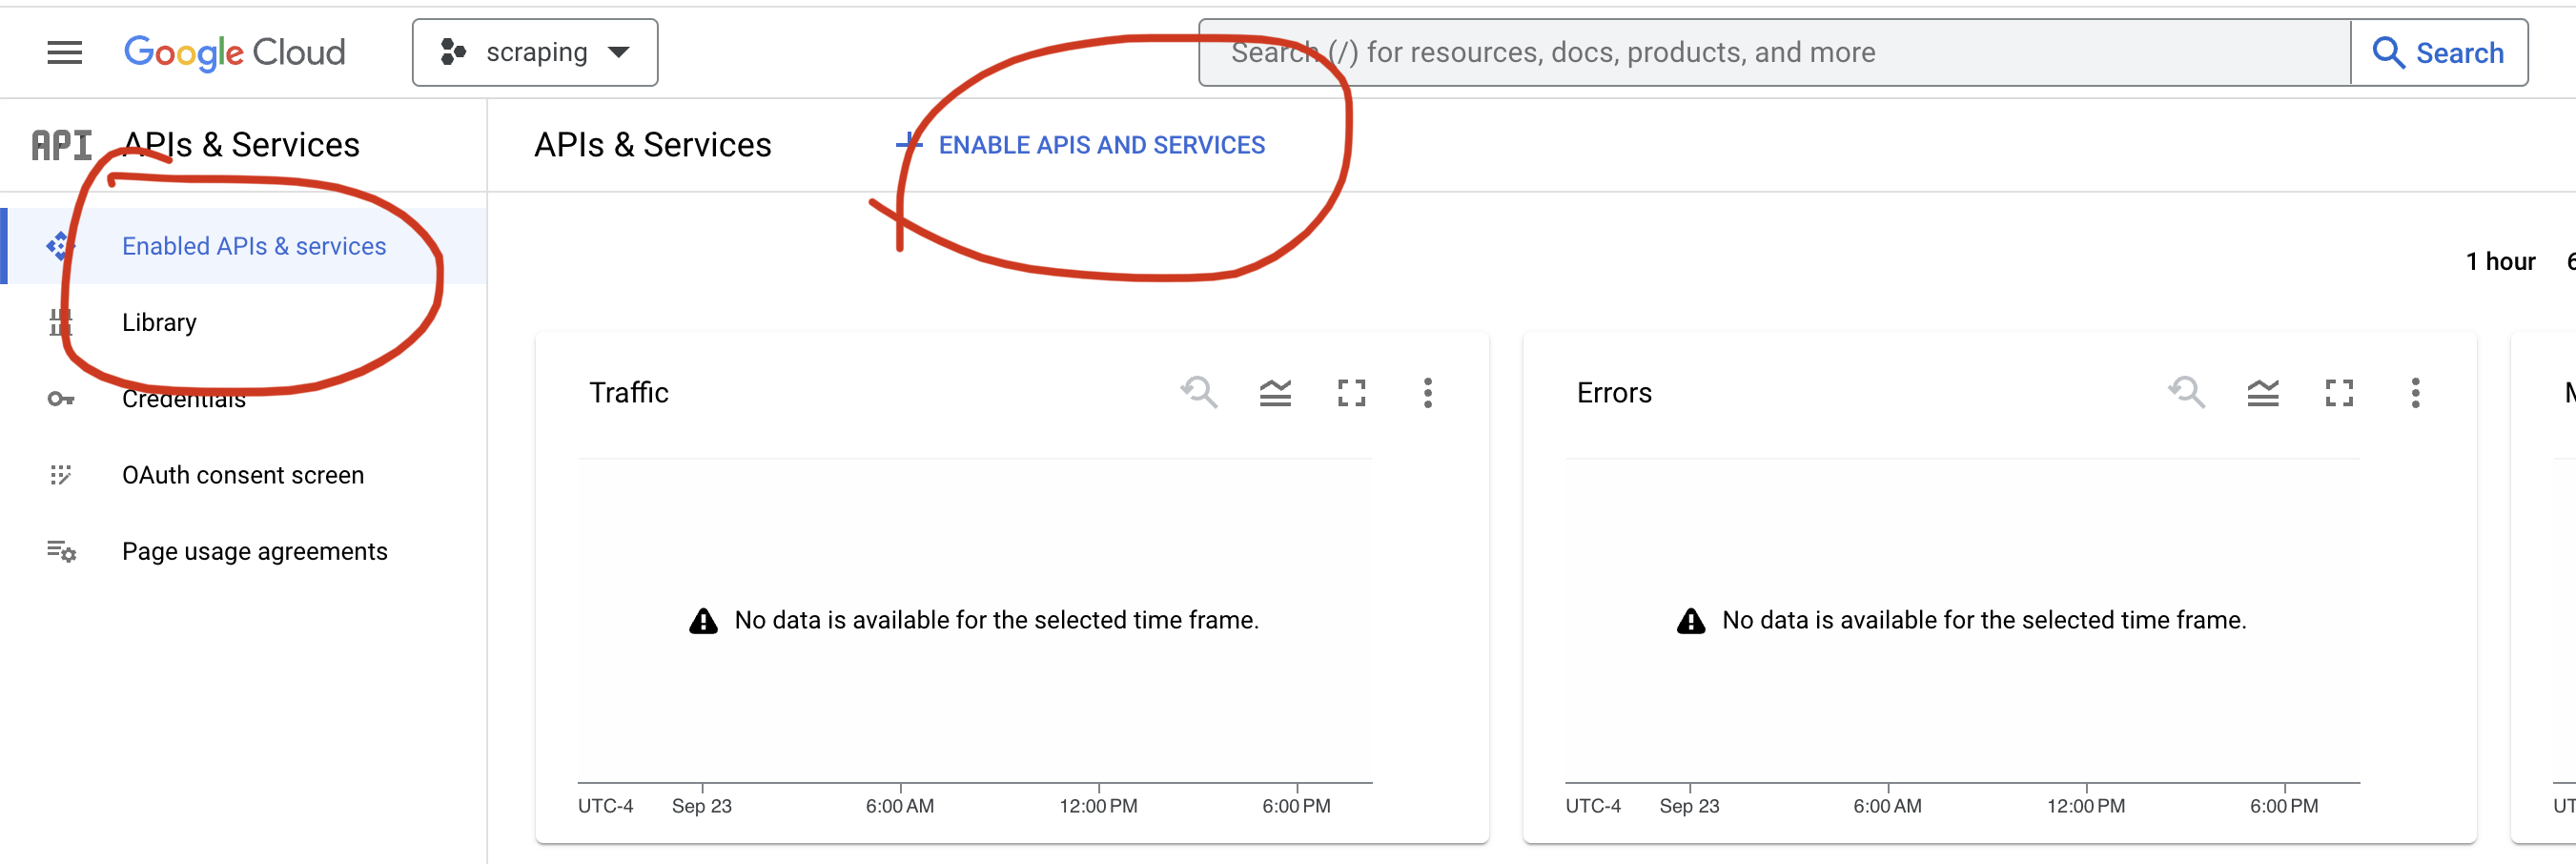 Google Cloud
scraping
Search (/) for resources, docs, products, and more
Search
API
APIs & Services
APIs & Services
+ ENABLE APIS AND SERVICES
Enabled APIs & services
Library
Credentials
OAuth consent screen
Page usage agreements
1 hour
Traffic
No data is available for the selected time frame.
UTC-4 Sep 23 6:00 AM 12:00 PM 6:00 PM
Errors
No data is available for the selected time frame.
UTC-4 Sep 23 6:00 AM 12:00 PM 6:00 PM